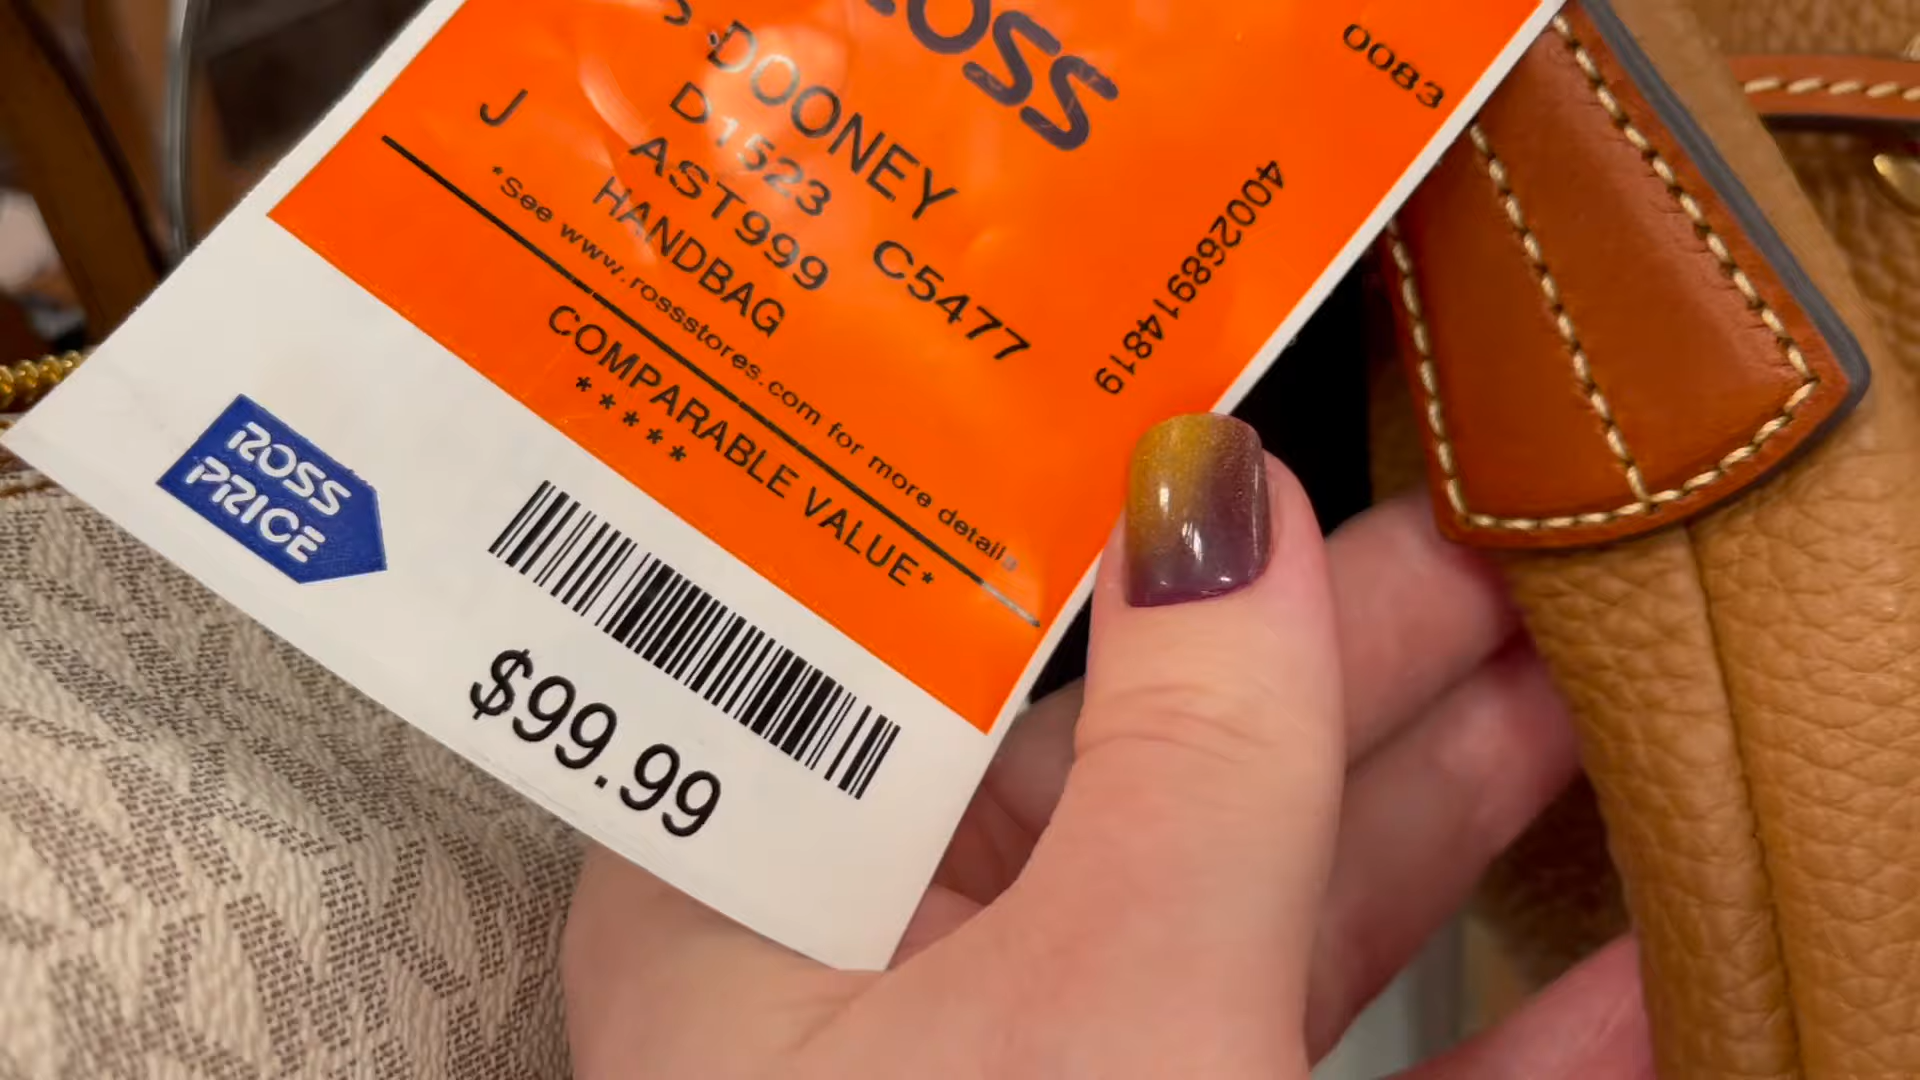 ROSS
0083
DOONEY
D1523
J AST999 C5477
HANDBAG
400268914819
*See www.rossstores.com for more details
COMPARABLE VALUE*
*****
ROSS
PRICE
$99.99